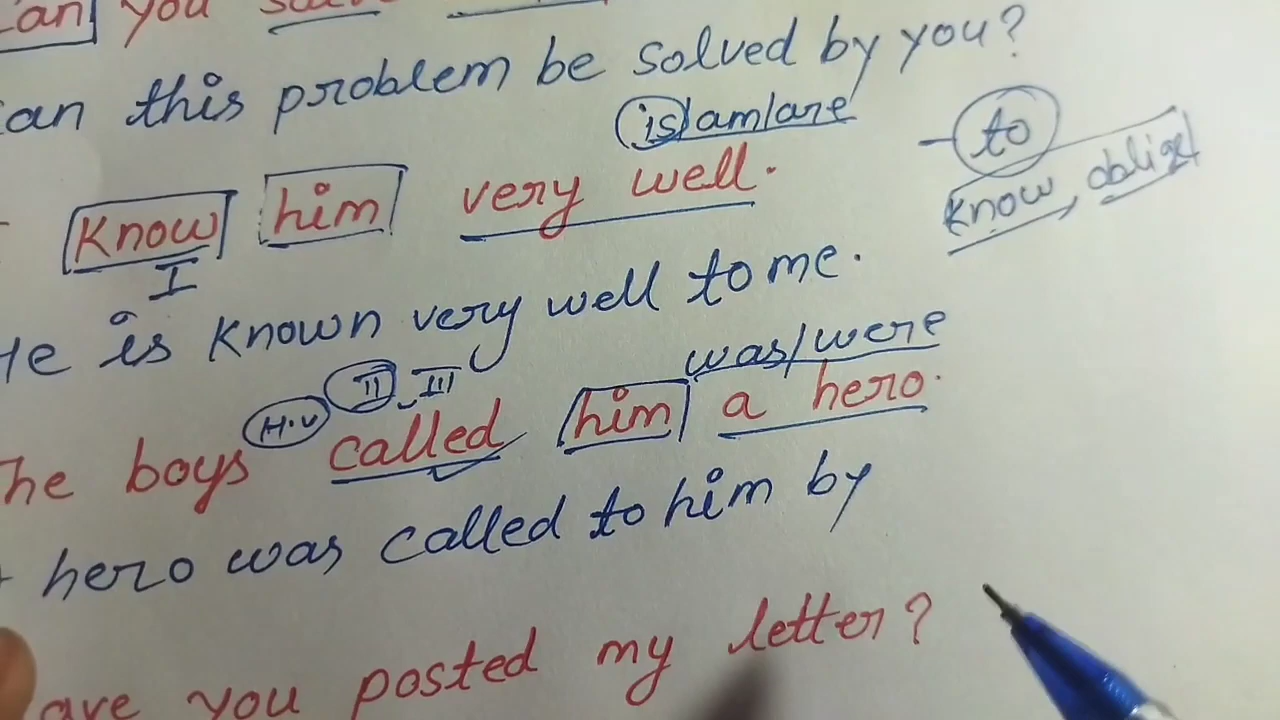 an you
can this problem be solved by you?
is/am/are
to
know him very well.
know, obliged
I
He is known very well to me.
was/were
H.V II, III
The boys called him a hero.
hero was called to him by
ave you posted my letter?